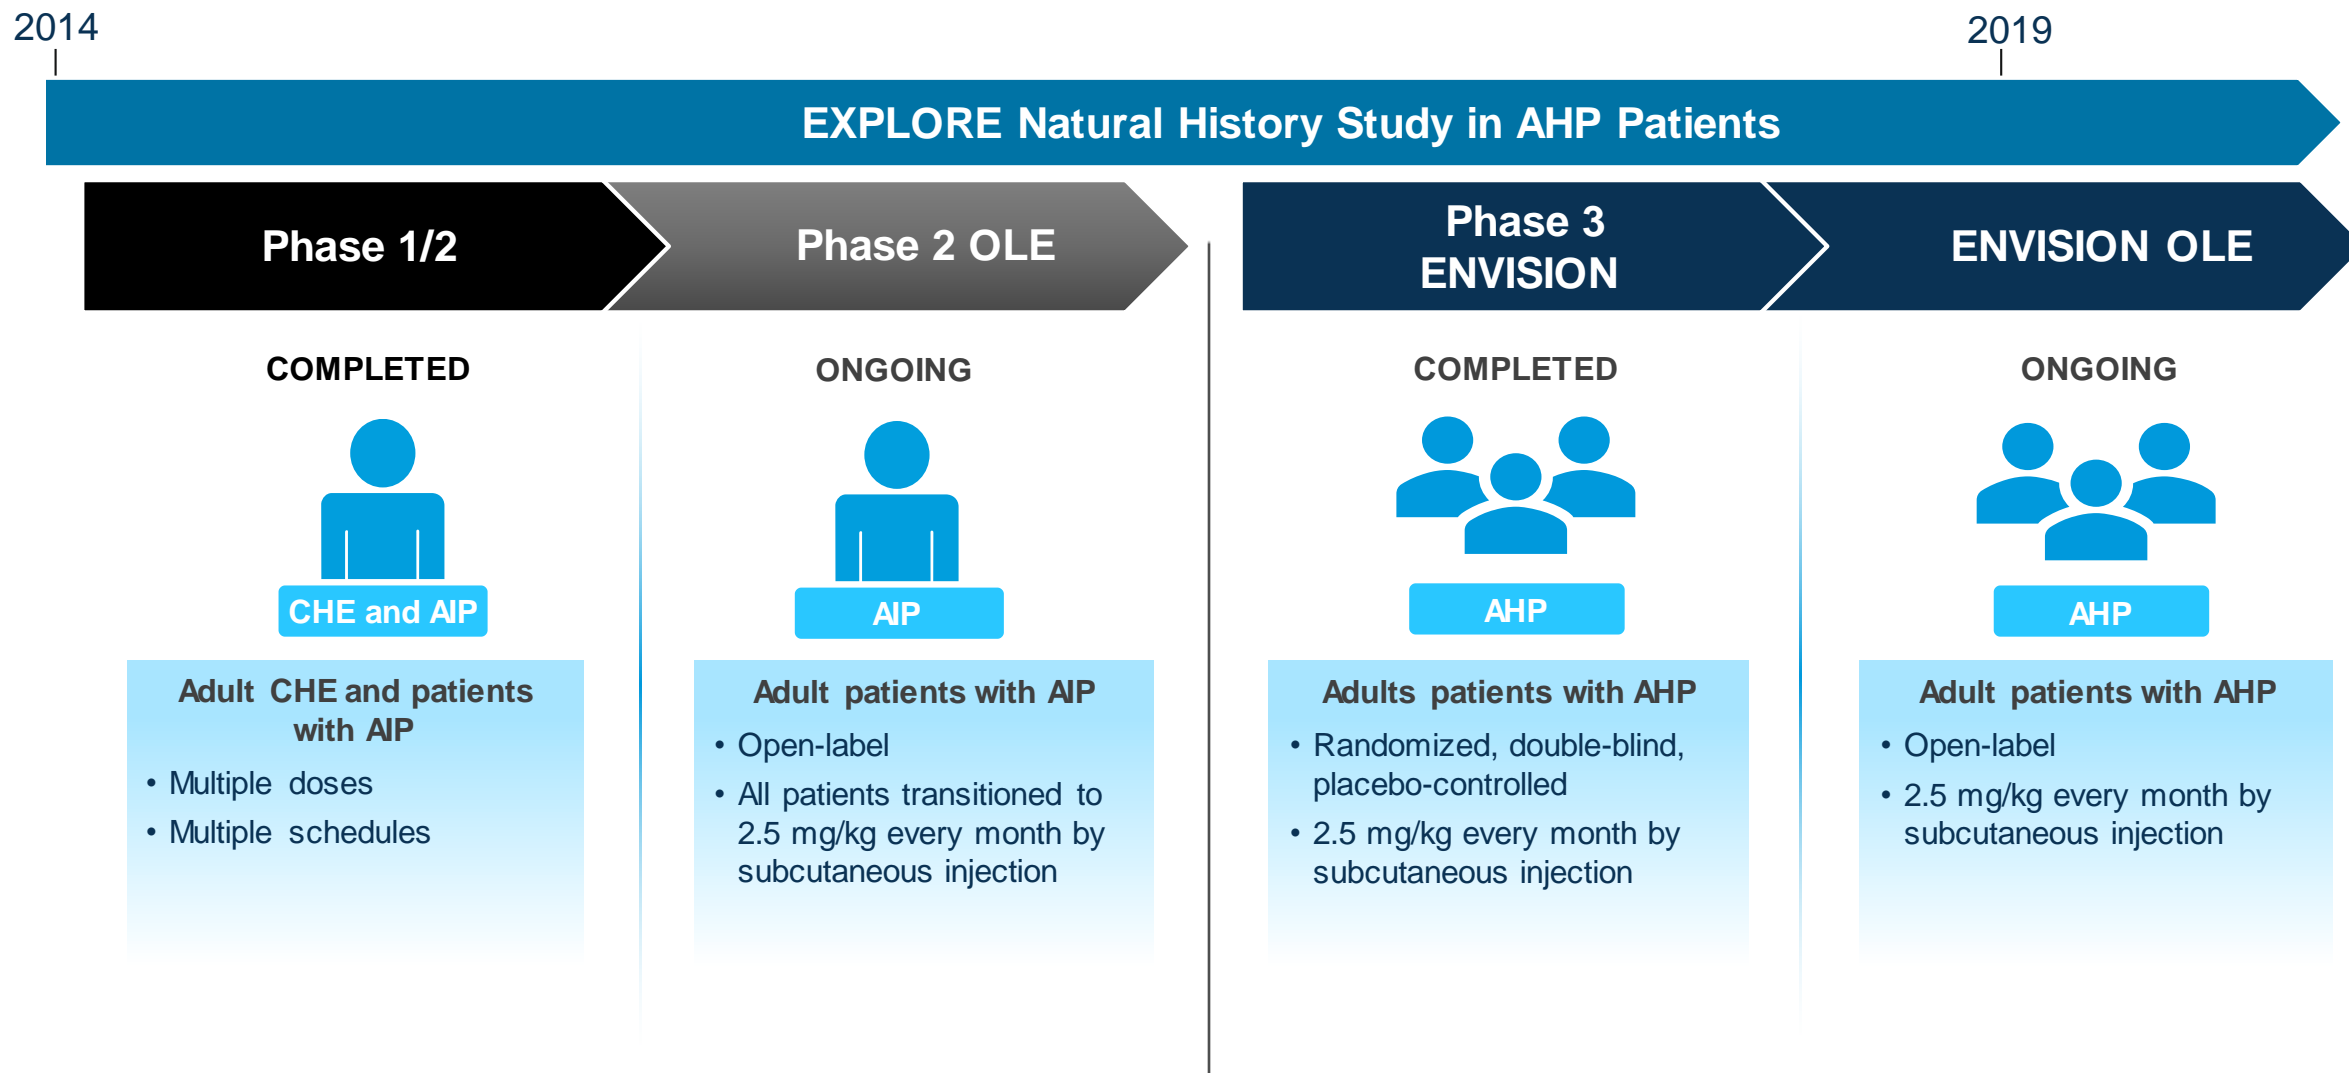 2014
2019
EXPLORE Natural History Study in AHP Patients
Phase 1/2
Phase 2 OLE
Phase 3
ENVISION
ENVISION OLE
COMPLETED
CHE and AIP
Adult CHE and patients
with AIP
• Multiple doses
• Multiple schedules
ONGOING
AIP
Adult patients with AIP
• Open-label
• All patients transitioned to
2.5 mg/kg every month by
subcutaneous injection
COMPLETED
AHP
Adults patients with AHP
• Randomized, double-blind,
placebo-controlled
• 2.5 mg/kg every month by
subcutaneous injection
ONGOING
AHP
Adult patients with AHP
• Open-label
• 2.5 mg/kg every month by
subcutaneous injection